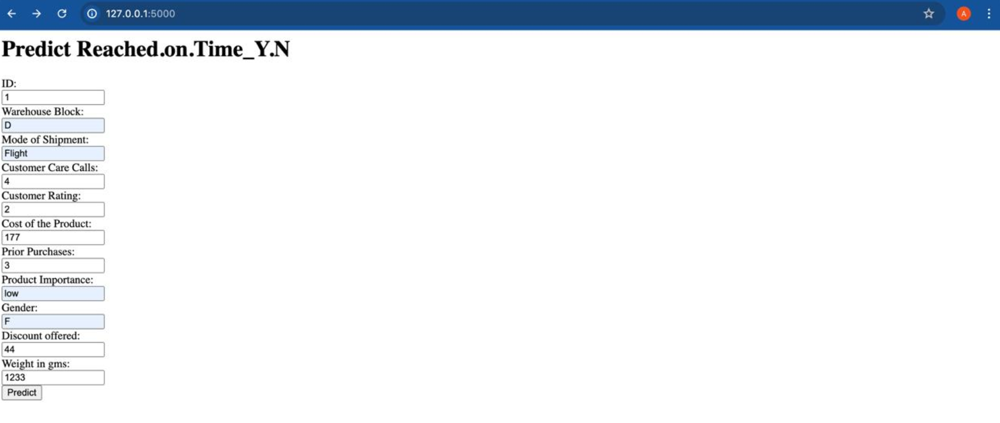 127.0.0.1:5000
A
Predict Reached.on.Time_Y.N
ID:
1
Warehouse Block:
D
Mode of Shipment:
Flight
Customer Care Calls:
4
Customer Rating:
2
Cost of the Product:
177
Prior Purchases:
3
Product Importance:
low
Gender:
F
Discount offered:
44
Weight in gms:
1233
Predict